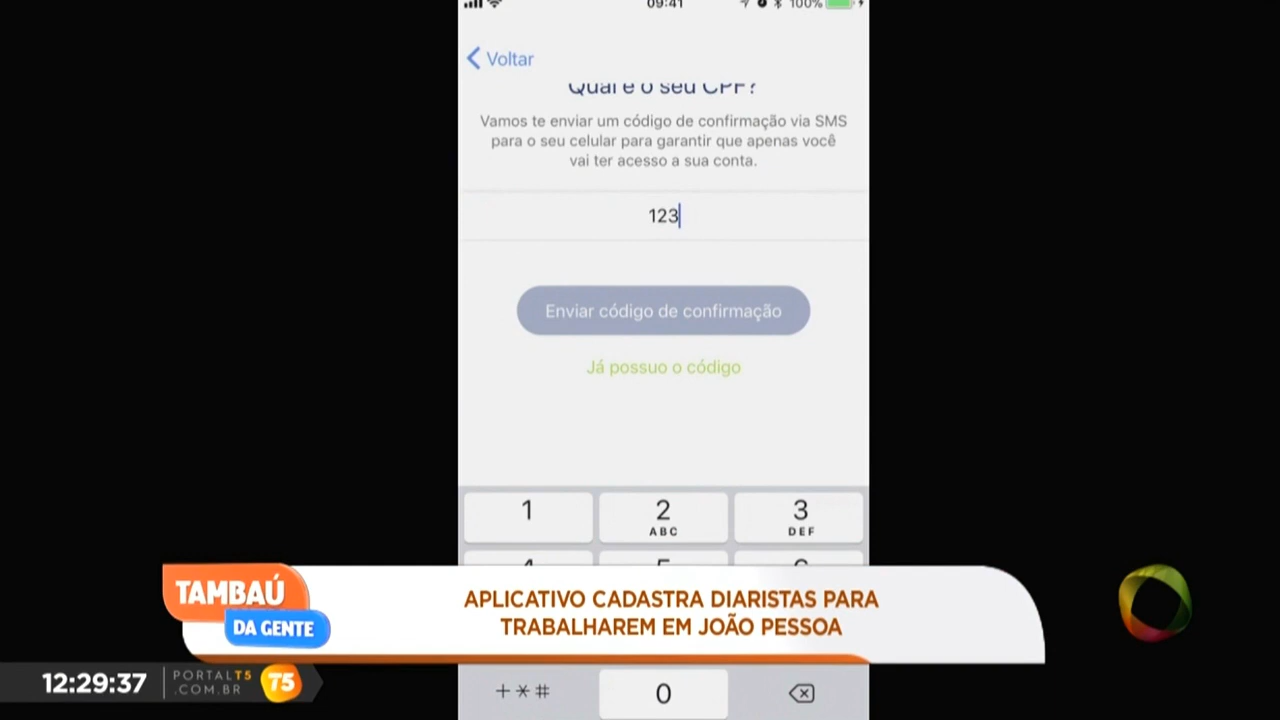 09:41
100%
Voltar
Qual é o seu CPF?
Vamos te enviar um código de confirmação via SMS
para o seu celular para garantir que apenas você
vai ter acesso a sua conta.
123
Enviar código de confirmação
Já possuo o código
1
2
ABC
3
DEF
TAMBAÚ
DA GENTE
APLICATIVO CADASTRA DIARISTAS PARA
TRABALHAREM EM JOÃO PESSOA
12:29:37
PORTALT5
.COM.BR
T5
+*#
0